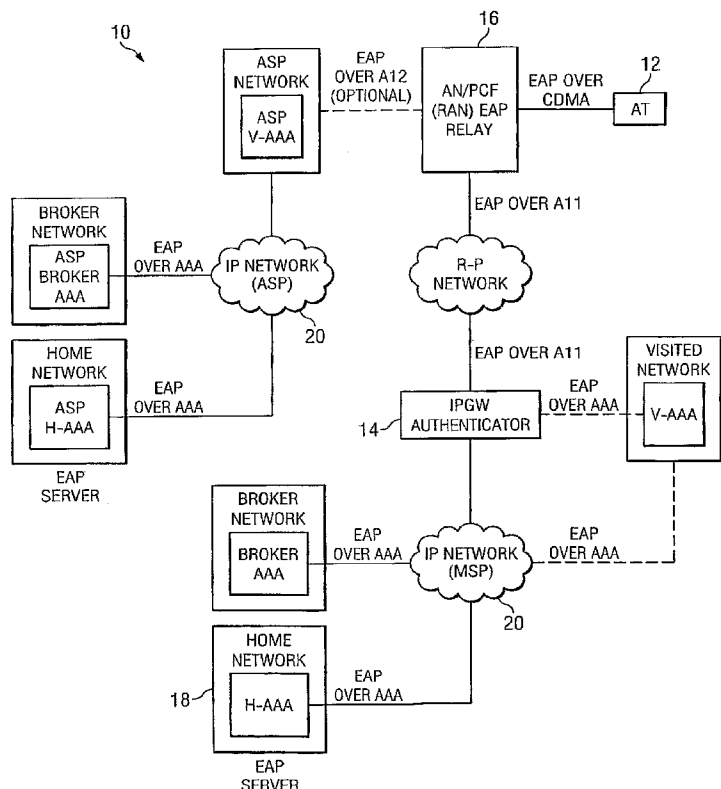 10
16
12
ASP
NETWORK
ASP
V-AAA
EAP
OVER A12
(OPTIONAL)
AN/PCF
(RAN) EAP
RELAY
EAP OVER
CDMA
AT
EAP OVER A11
BROKER
NETWORK
ASP
BROKER
AAA
EAP
OVER AAA
IP NETWORK
(ASP)
20
R-P
NETWORK
HOME
NETWORK
ASP
H-AAA
EAP
OVER AAA
EAP
SERVER
EAP OVER A11
14
IPGW
AUTHENTICATOR
EAP
OVER AAA
VISITED
NETWORK
V-AAA
BROKER
NETWORK
BROKER
AAA
EAP
OVER AAA
IP NETWORK
(MSP)
20
EAP
OVER AAA
18
HOME
NETWORK
H-AAA
EAP
OVER AAA
EAP
SERVER